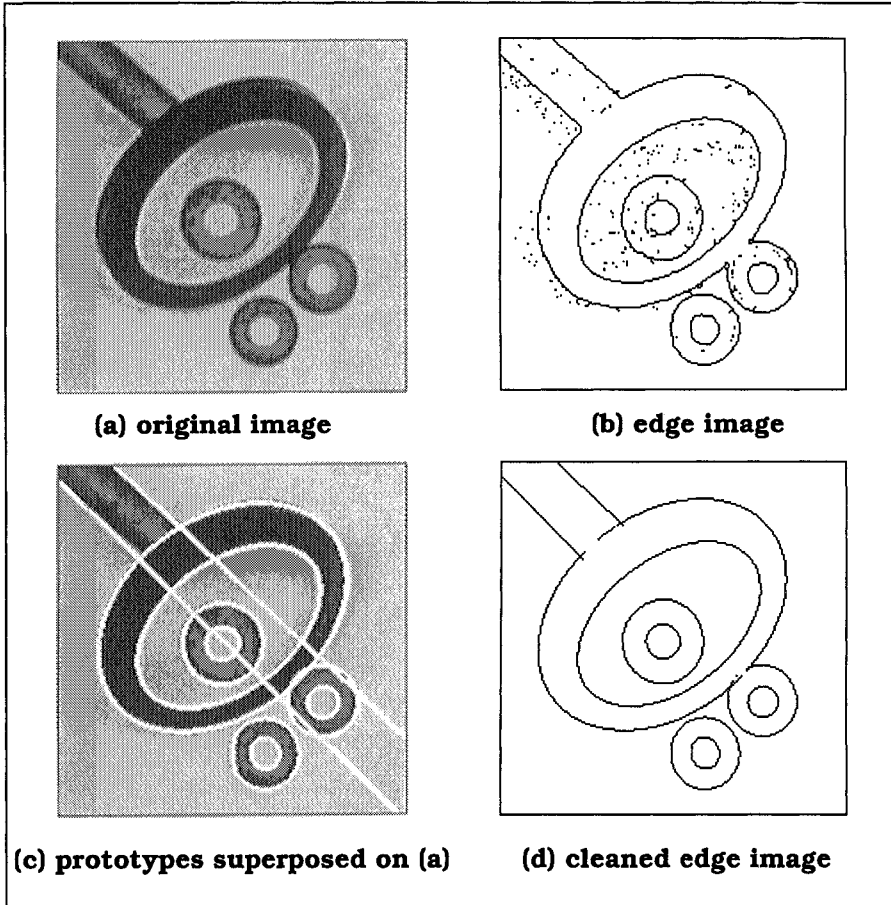 (a) original image
(b) edge image
(c) prototypes superposed on (a)
(d) cleaned edge image